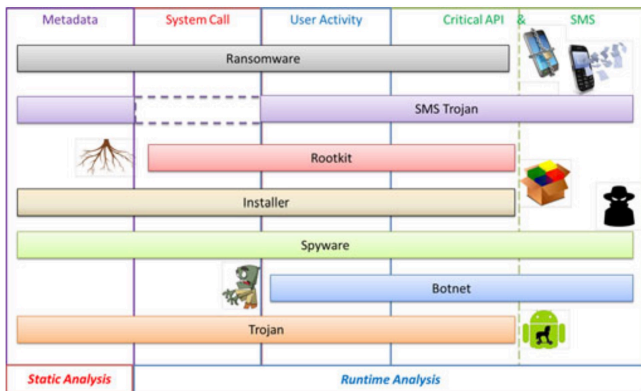 Metadata System Call User Activity Critical API & SMS
Ransomware
SMS Trojan
Rootkit
Installer
Spyware
Botnet
Trojan
Static Analysis Runtime Analysis